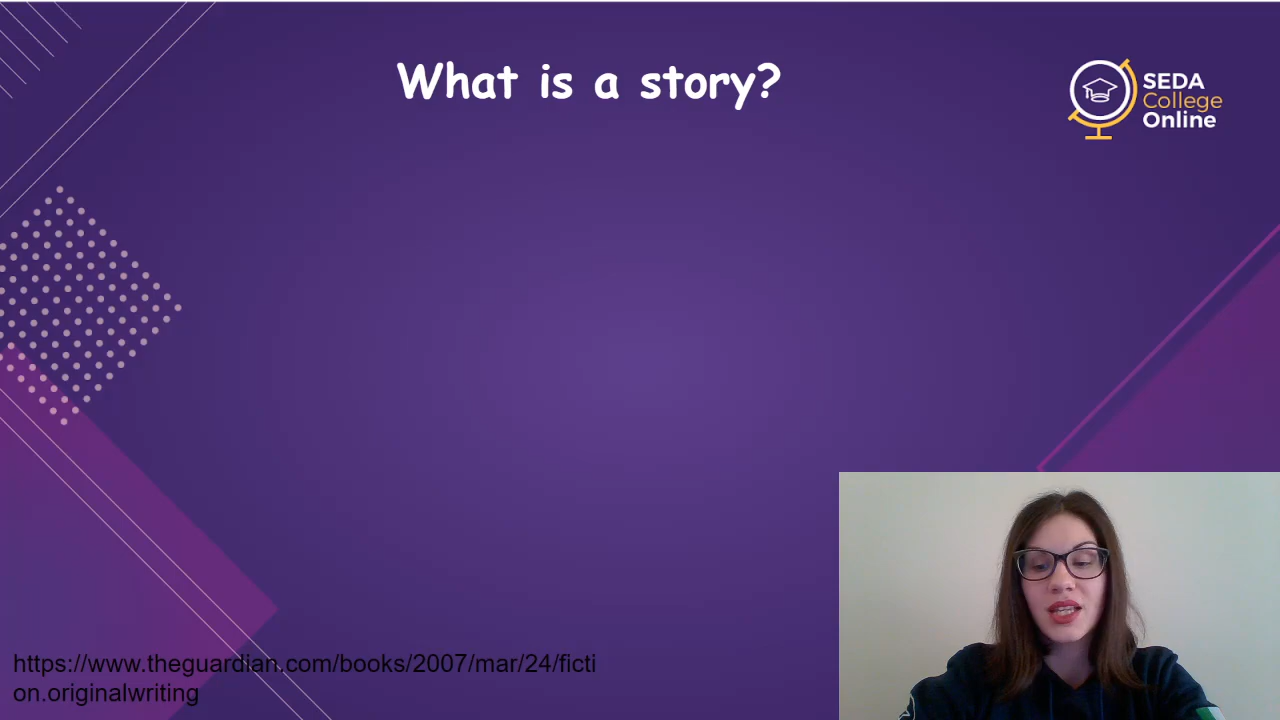 What is a story?
SEDA
College
Online
https://www.theguardian.com/books/2007/mar/24/ficti
on.originalwriting